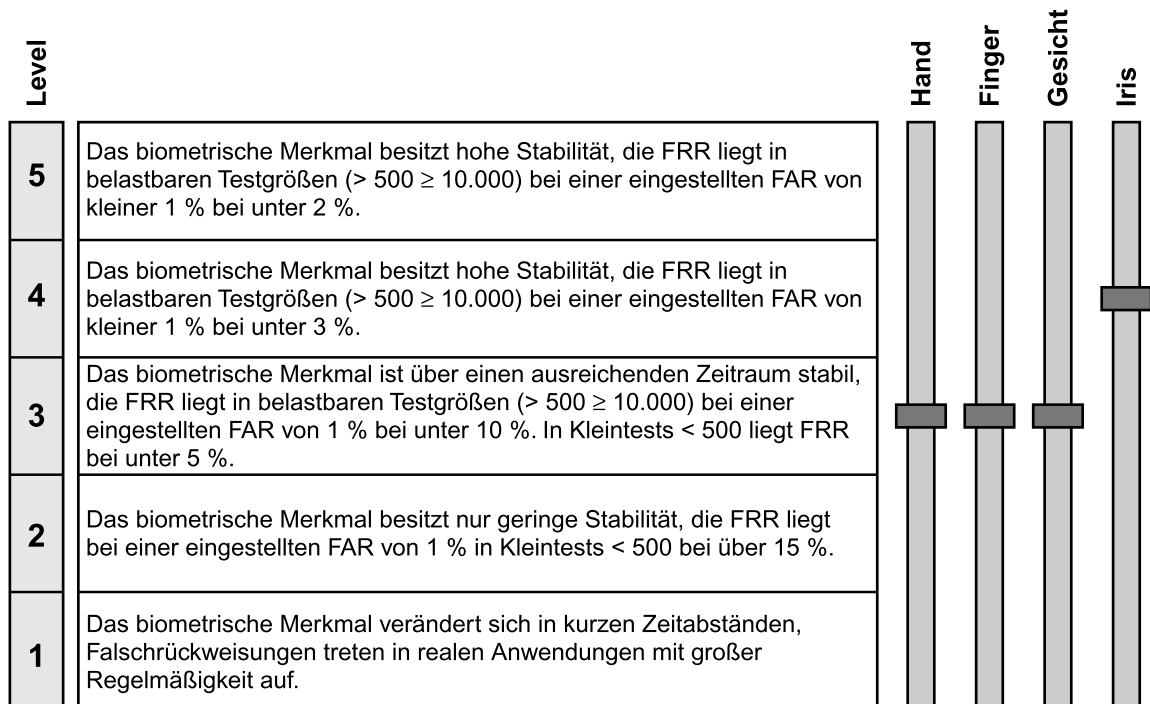 Level
Hand
Finger
Gesicht
Iris
5
Das biometrische Merkmal besitzt hohe Stabilität, die FRR liegt in
belastbaren Testgrößen (> 500 ≥ 10.000) bei einer eingestellten FAR von
kleiner 1 % bei unter 2 %.
4
Das biometrische Merkmal besitzt hohe Stabilität, die FRR liegt in
belastbaren Testgrößen (> 500 ≥ 10.000) bei einer eingestellten FAR von
kleiner 1 % bei unter 3 %.
3
Das biometrische Merkmal ist über einen ausreichenden Zeitraum stabil,
die FRR liegt in belastbaren Testgrößen (> 500 ≥ 10.000) bei einer
eingestellten FAR von 1 % bei unter 10 %. In Kleintests < 500 liegt FRR
bei unter 5 %.
2
Das biometrische Merkmal besitzt nur geringe Stabilität, die FRR liegt
bei einer eingestellten FAR von 1 % in Kleintests < 500 bei über 15 %.
1
Das biometrische Merkmal verändert sich in kurzen Zeitabständen,
Falschrückweisungen treten in realen Anwendungen mit großer
Regelmäßigkeit auf.